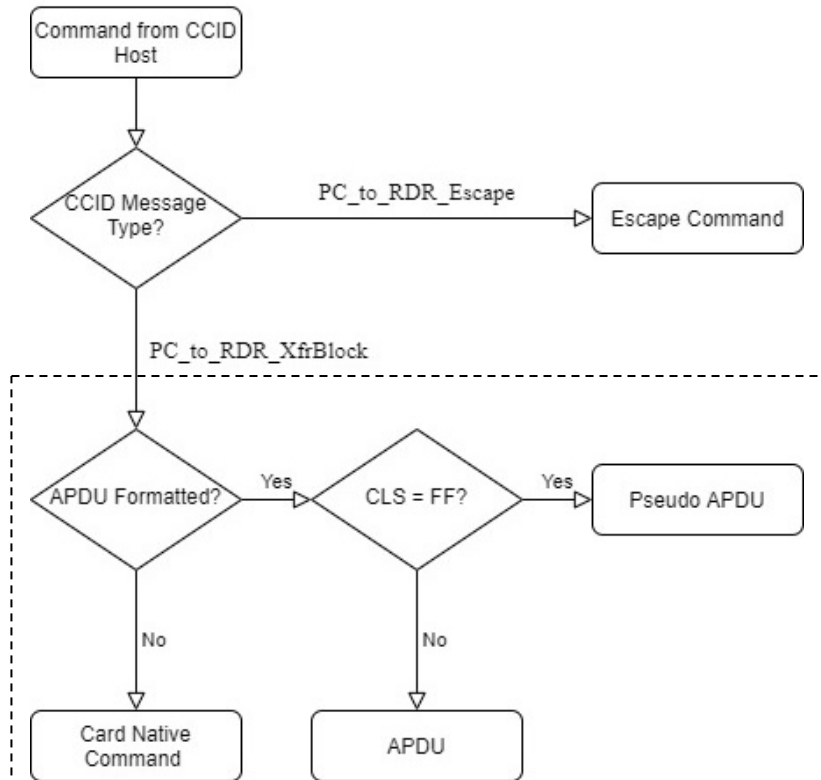 Command from CCID
Host
CCID Message
Type?
PC_to_RDR_Escape
Escape Command
PC_to_RDR_XfrBlock
APDU Formatted?
Yes
CLS = FF?
Yes
Pseudo APDU
No
No
Card Native
Command
APDU